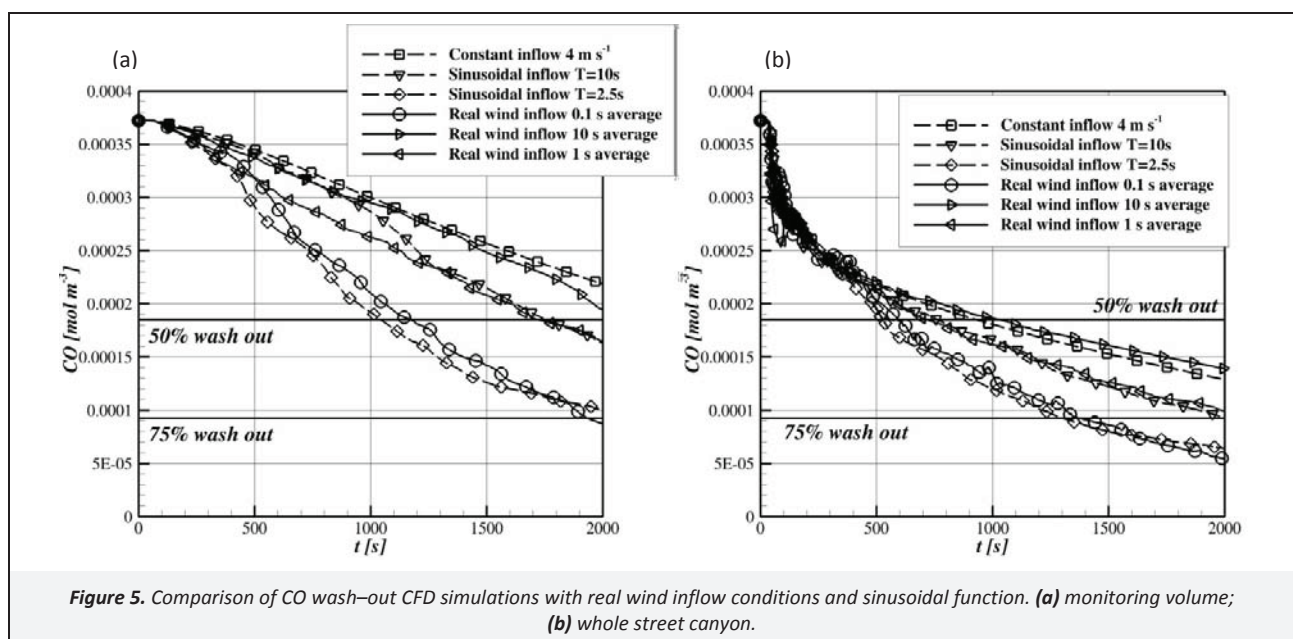 (a)
Constant inflow 4 m s⁻¹
Sinusoidal inflow T=10s
Sinusoidal inflow T=2.5s
Real wind inflow 0.1 s average
Real wind inflow 10 s average
Real wind inflow 1 s average
0.0004
0.00035
0.0003
0.00025
0.0002
0.00015
0.0001
5E-05
0
CO [mol m⁻³]
50% wash out
75% wash out
0
500
1000
1500
2000
t [s]
(b)
Constant inflow 4 m s⁻¹
Sinusoidal inflow T=10s
Sinusoidal inflow T=2.5s
Real wind inflow 0.1 s average
Real wind inflow 10 s average
Real wind inflow 1 s average
0.0004
0.00035
0.0003
0.00025
0.0002
0.00015
0.0001
5E-05
0
CO [mol m⁻³]
50% wash out
75% wash out
0
500
1000
1500
2000
t [s]
Figure 5. Comparison of CO wash–out CFD simulations with real wind inflow conditions and sinusoidal function. (a) monitoring volume;
(b) whole street canyon.